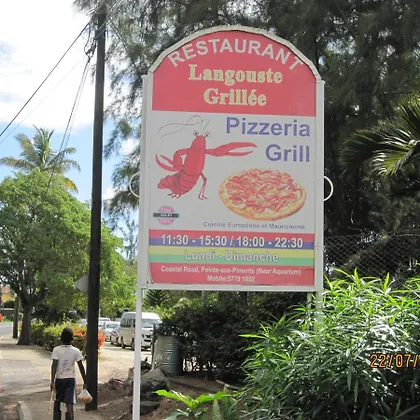 RESTAURANT
Langouste
Grillée
Pizzeria
Grill
Cuisine Européenne et Mauricienne
11:30 - 15:30 / 18:00 - 22:30
Lundi - Dimanche
Coastal Road, Pointe-aux-Piments (Near Aquarium)
22/07/